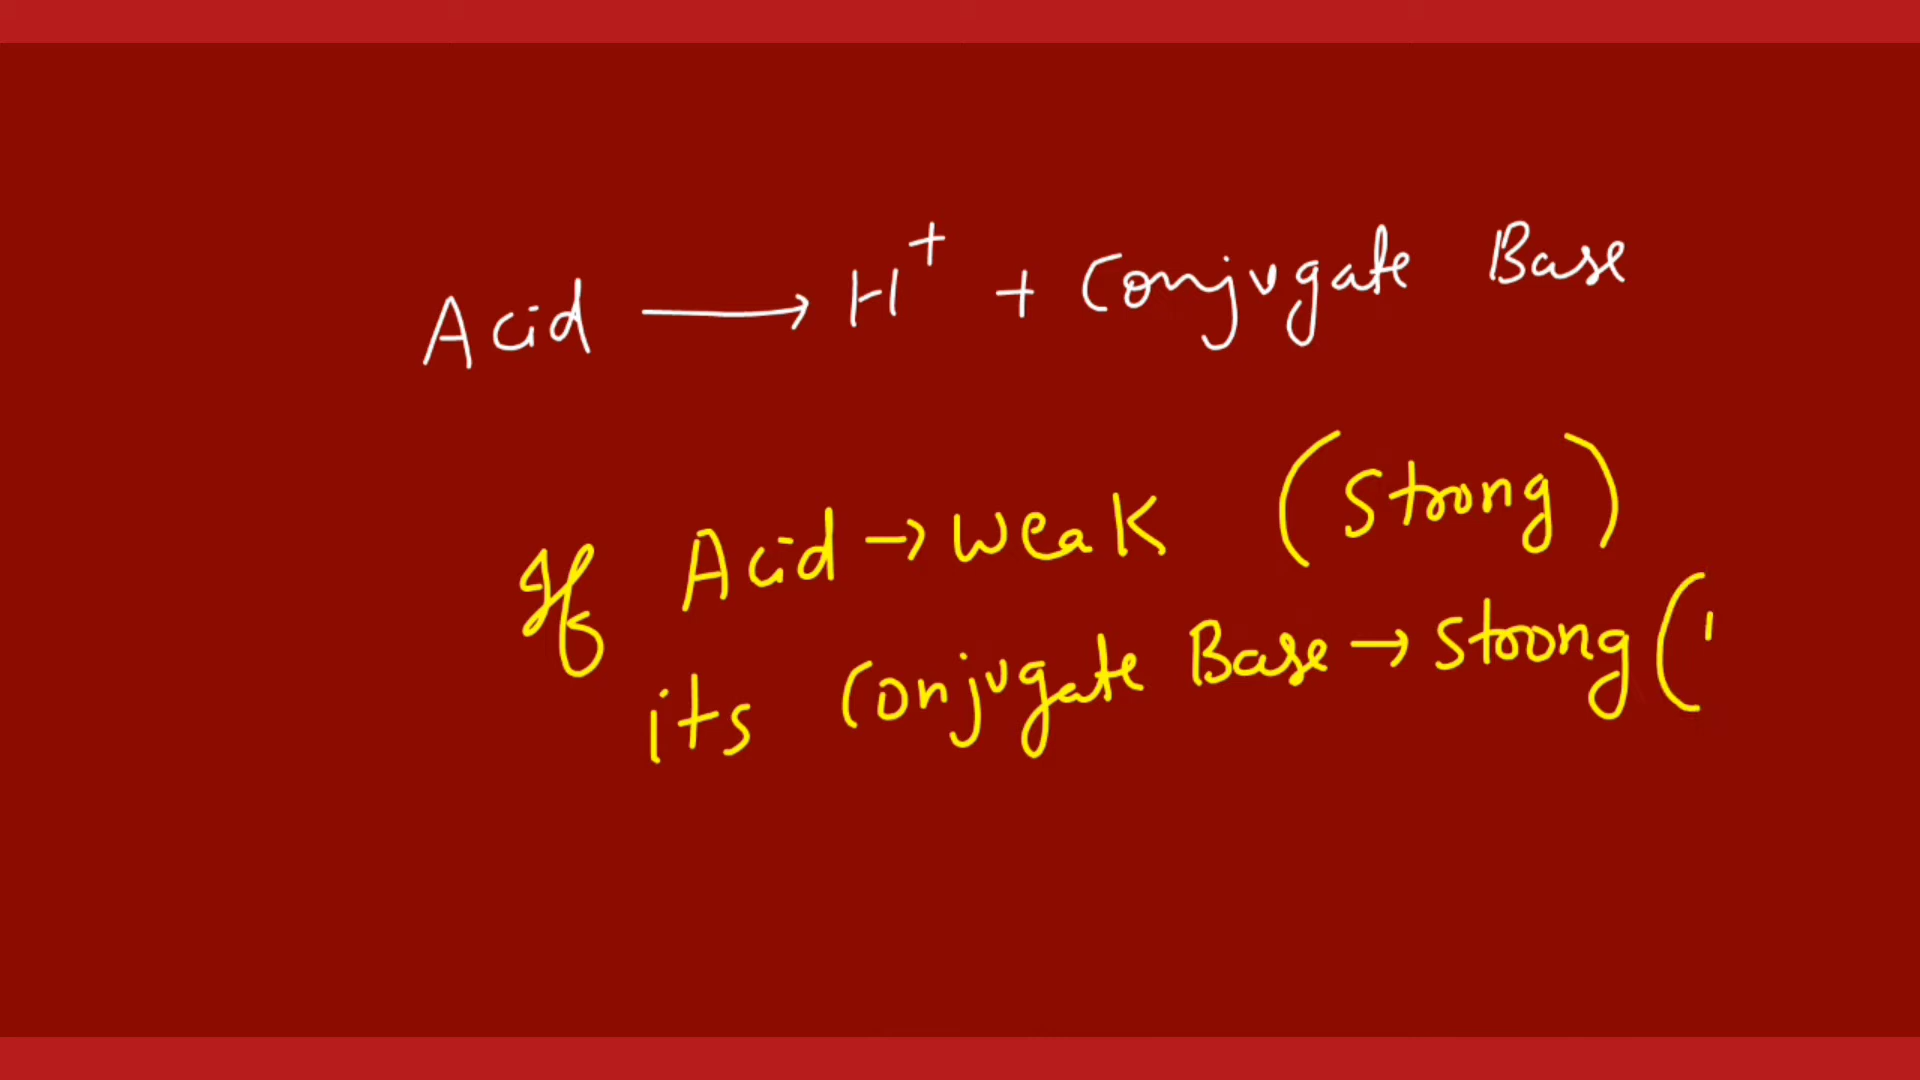 Acid → H⁺ + Conjugate Base
If Acid → weak (Strong)
its Conjugate Base → strong (